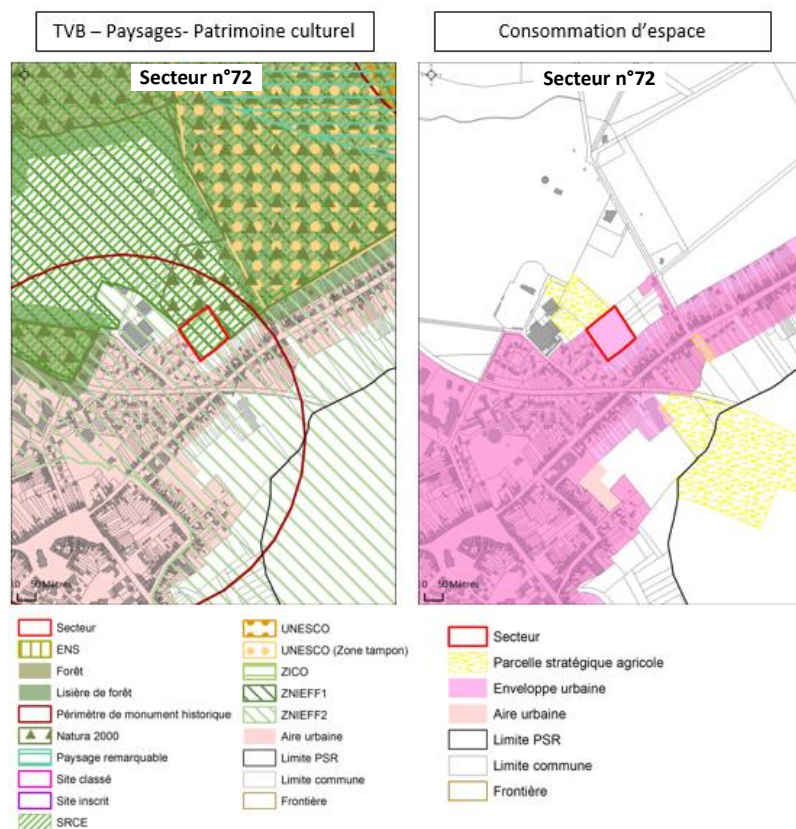 TVB – Paysages- Patrimoine culturel
Consommation d'espace
Secteur n°72
Secteur n°72
0 50 Mètres
0 50 Mètres
Secteur
ENS
Forêt
Lisière de forêt
Périmètre de monument historique
Natura 2000
Paysage remarquable
Site classé
Site inscrit
SRCE
UNESCO
UNESCO (Zone tampon)
ZICO
ZNIEFF1
ZNIEFF2
Aire urbaine
Limite PSR
Limite commune
Frontière
Secteur
Parcelle stratégique agricole
Enveloppe urbaine
Aire urbaine
Limite PSR
Limite commune
Frontière